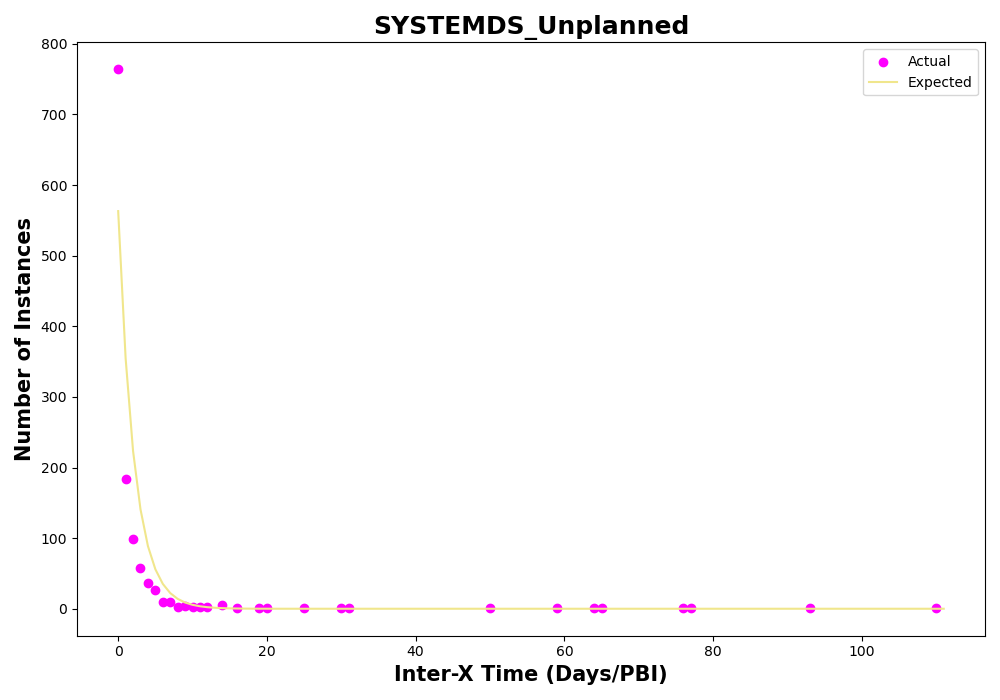 SYSTEMDS_Unplanned
Actual
Expected
Number of Instances
800
700
600
500
400
300
200
100
0
0 20 40 60 80 100
Inter-X Time (Days/PBI)